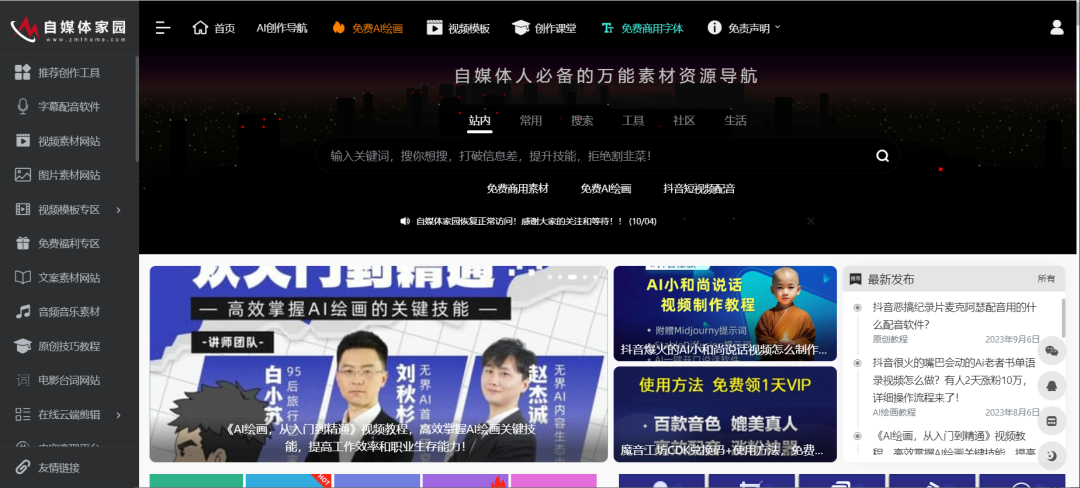 自媒体家园
www.zmthome.com
首页
AI创作导航
免费AI绘画
视频模板
创作课堂
免费商用字体
免责声明
推荐创作工具
字幕配音软件
视频素材网站
图片素材网站
视频模板专区
免费福利专区
文案素材网站
音频音乐素材
原创技巧教程
词 电影台词网站
在线云端剪辑
友情链接
自媒体人必备的万能素材资源导航
站内 常用 搜索 工具 社区 生活
输入关键词，搜你想搜，打破信息差，提升技能，拒绝割韭菜！
免费商用素材 免费AI绘画 抖音短视频配音
自媒体家园恢复正常访问！感谢大家的关注和等待！！(10/04)
从入门到精通
— 高效掌握AI绘画的关键技能 —
-讲师团队-
白小苏
95后旅行
刘秋杉
无界AI首
赵杰诚
无界AI内容生态
《AI绘画，从入门到精通》视频教程，高效掌握AI绘画关键技
能，提高工作效率和职业生存能力！
AI小和尚说话
视频制作教程
• 附赠Midjourny提示词
抖音爆火的AI小和尚说话视频怎么制作...
使用方法 免费领1天VIP
· 百款音色 媲美真人
魔音工坊CDK兑换码+使用方法，免费...
最新发布
所有
抖音恶搞纪录片麦克阿瑟配音用的什
么配音软件？
原创教程 2023年9月6日
抖音很火的嘴巴会动的Ai老者书单语
录视频怎么做？有人2天涨粉10万，
详细操作流程来了！
AI绘画教程 2023年8月6日
《AI绘画，从入门到精通》视频教
程，高效掌握AI绘画关键技能，提高
HOT